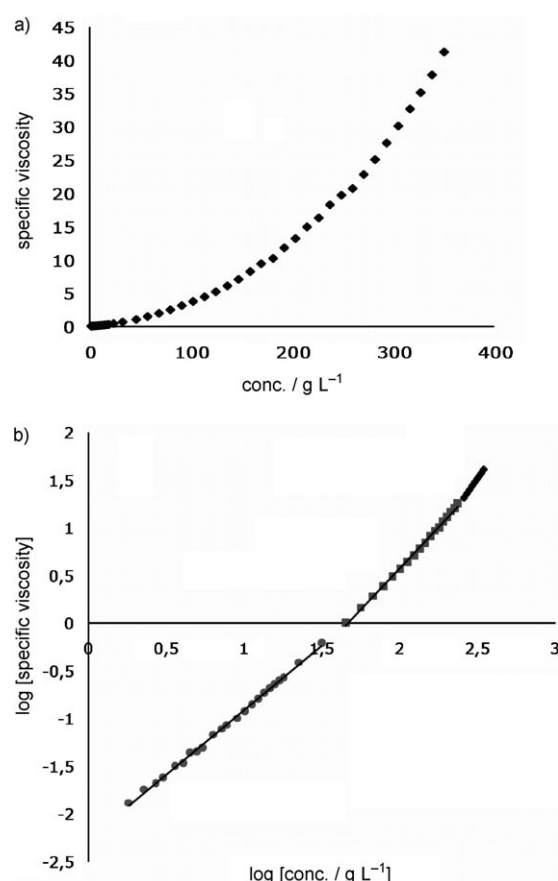 a)
45
40
35
30
25
20
15
10
5
0
specific viscosity
0 100 200 300 400
conc. / g L⁻¹
b)
2
1,5
1
0,5
0
-0,5
-1
-1,5
-2
-2,5
log [specific viscosity]
0 0,5 1 1,5 2 2,5 3
log [conc. / g L⁻¹]